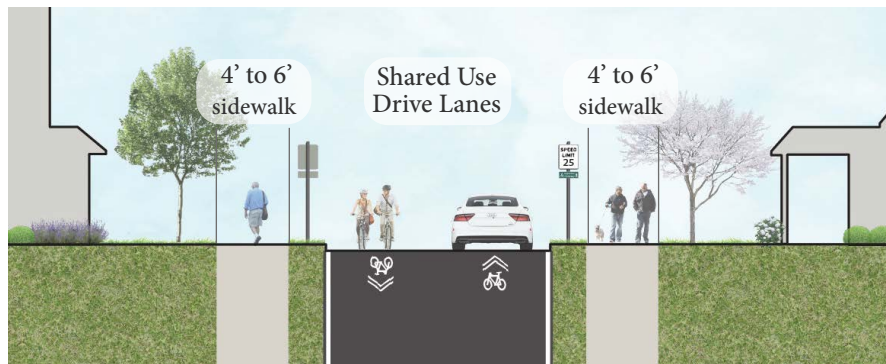 4’ to 6’
sidewalk
Shared Use
Drive Lanes
4’ to 6’
sidewalk
SPEED
LIMIT
25